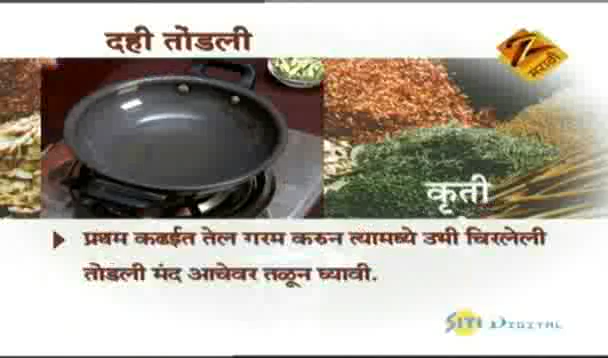 दही तोंडली
मराठी
कृती
प्रथम कढईत तेल गरम करुन त्यामध्ये उभी चिरलेली
तोंडली मंद आचेवर तळून घ्यावी.
SITI DIGITAL